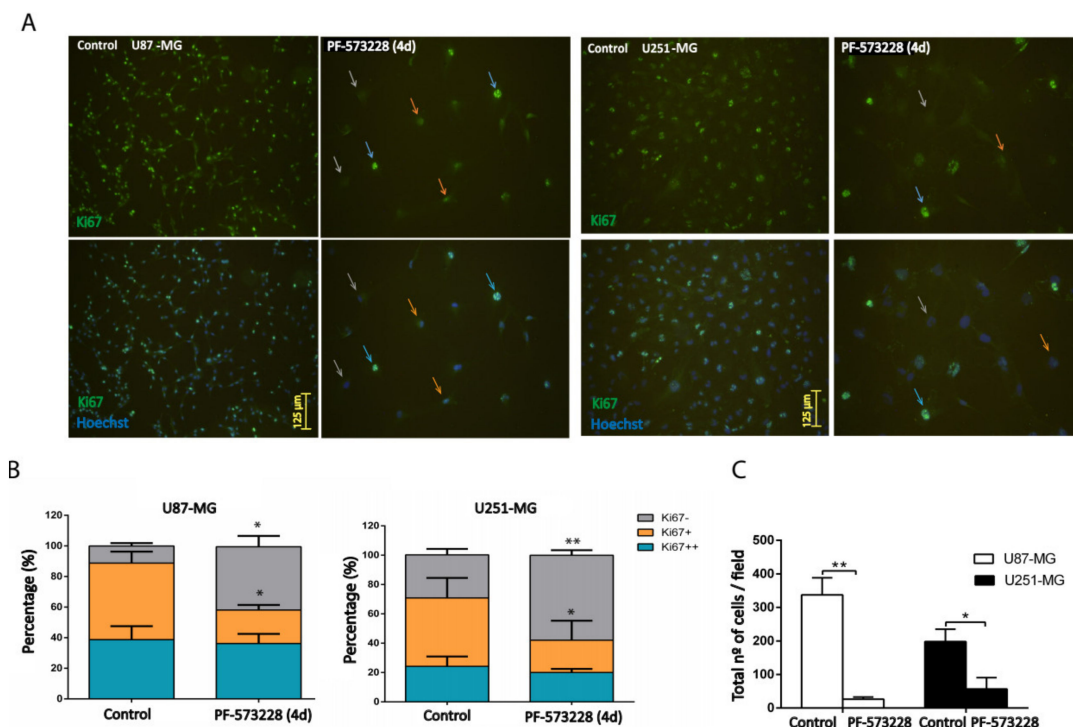 A
Control U87 -MG
PF-573228 (4d)
Control U251 -MG
PF-573228 (4d)
Ki67
Ki67
Ki67
Hoechst
125 µm
Ki67
Hoechst
125 µm
B
U87-MG
Percentage (%)
120
100
80
60
40
20
0
*
*
Control
PF-573228 (4d)
U251-MG
Percentage (%)
120
100
80
60
40
20
0
**
*
Control
PF-573228 (4d)
Ki67-
Ki67+
Ki67++
C
Total nº of cells / field
500
400
300
200
100
0
**
*
U87-MG
U251-MG
Control PF-573228
Control PF-573228